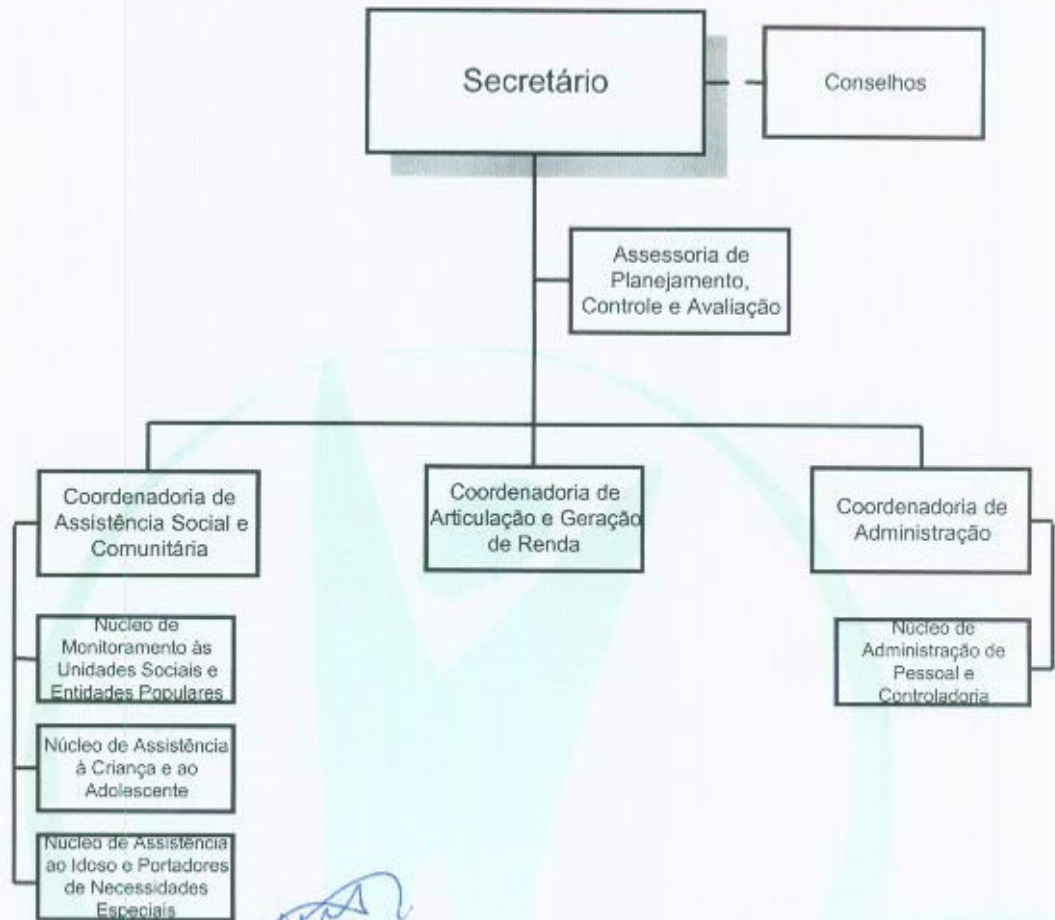 Secretário
Conselhos
Assessoria de
Planejamento,
Controle e Avaliação
Coordenadoria de
Assistência Social e
Comunitária
Coordenadoria de
Articulação e Geração
de Renda
Coordenadoria de
Administração
Núcleo de
Monitoramento às
Unidades Sociais e
Entidades Populares
Núcleo de
Administração de
Pessoal e
Controladoria
Núcleo de Assistência
à Criança e ao
Adolescente
Núcleo de Assistência
ao Idoso e Portadores
de Necessidades
Especiais